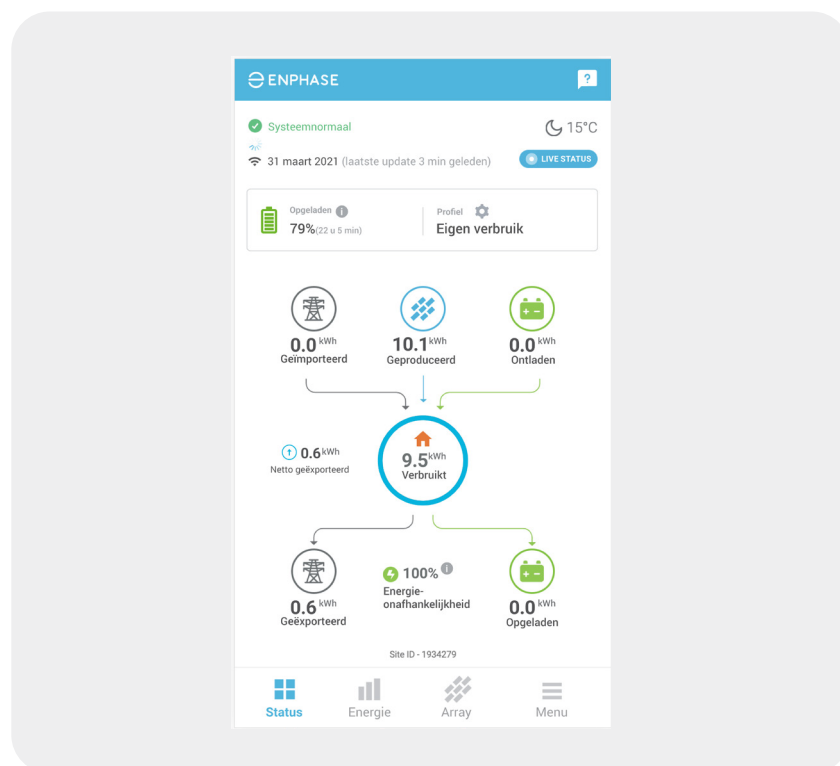 ENPHASE
?
Systeemnormaal
15°C
31 maart 2021 (laatste update 3 min geleden)
LIVE STATUS
Opgeladen i
79%(22 u 5 min)
Profiel
Eigen verbruik
0.0 kWh
Geïmporteerd
10.1 kWh
Geproduceerd
0.0 kWh
Ontladen
0.6 kWh
Netto geëxporteerd
9.5 kWh
Verbruikt
0.6 kWh
Geëxporteerd
100% i
Energie-
onafhankelijkheid
0.0 kWh
Opgeladen
Site ID - 1934279
Status
Energie
Array
Menu